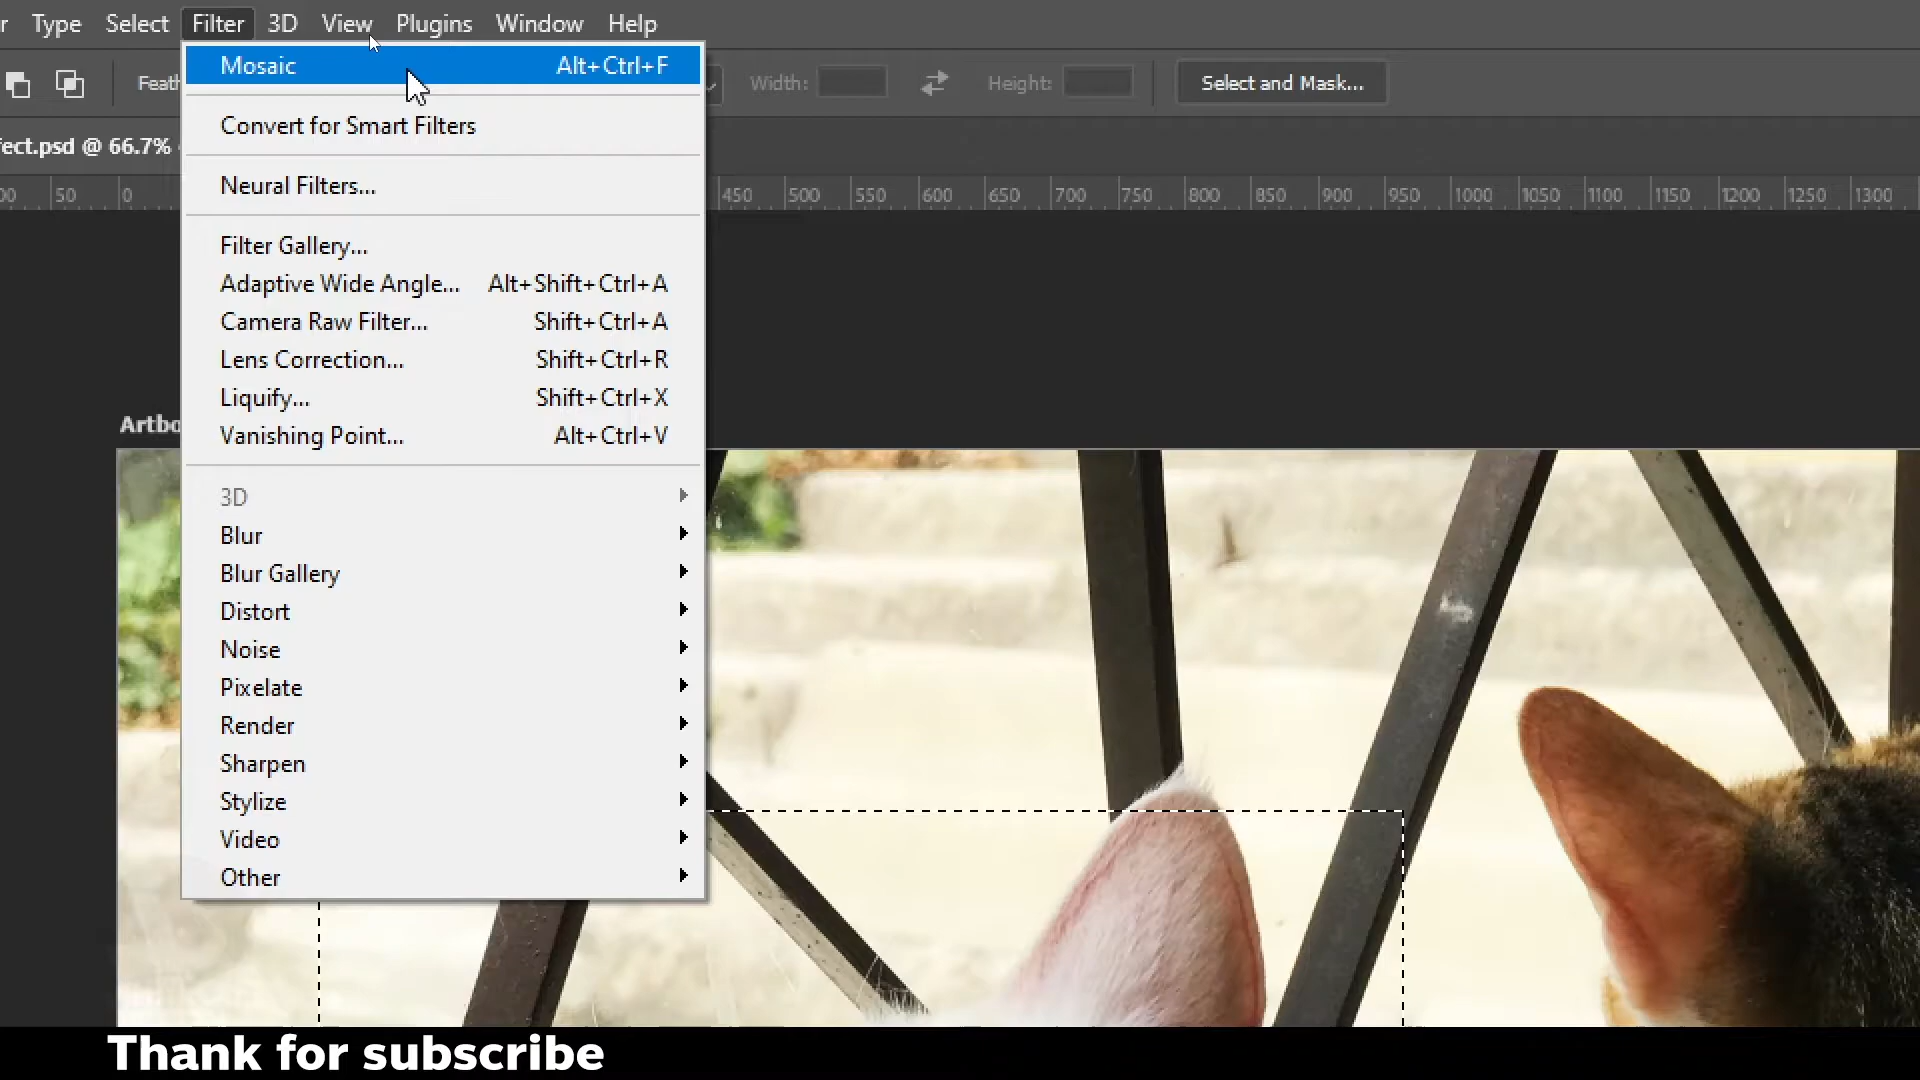 Type Select Filter 3D View Plugins Window Help
Mosaic Alt+Ctrl+F
Width: Height: Select and Mask...
Convert for Smart Filters
ect.psd @ 66.7%
Neural Filters...
50 0 450 500 550 600 650 700 750 800 850 900 950 1000 1050 1100 1150 1200 1250 1300
Filter Gallery...
Adaptive Wide Angle... Alt+Shift+Ctrl+A
Camera Raw Filter... Shift+Ctrl+A
Lens Correction... Shift+Ctrl+R
Liquify... Shift+Ctrl+X
Artbo
Vanishing Point... Alt+Ctrl+V
3D
Blur
Blur Gallery
Distort
Noise
Pixelate
Render
Sharpen
Stylize
Video
Other
Thank for subscribe